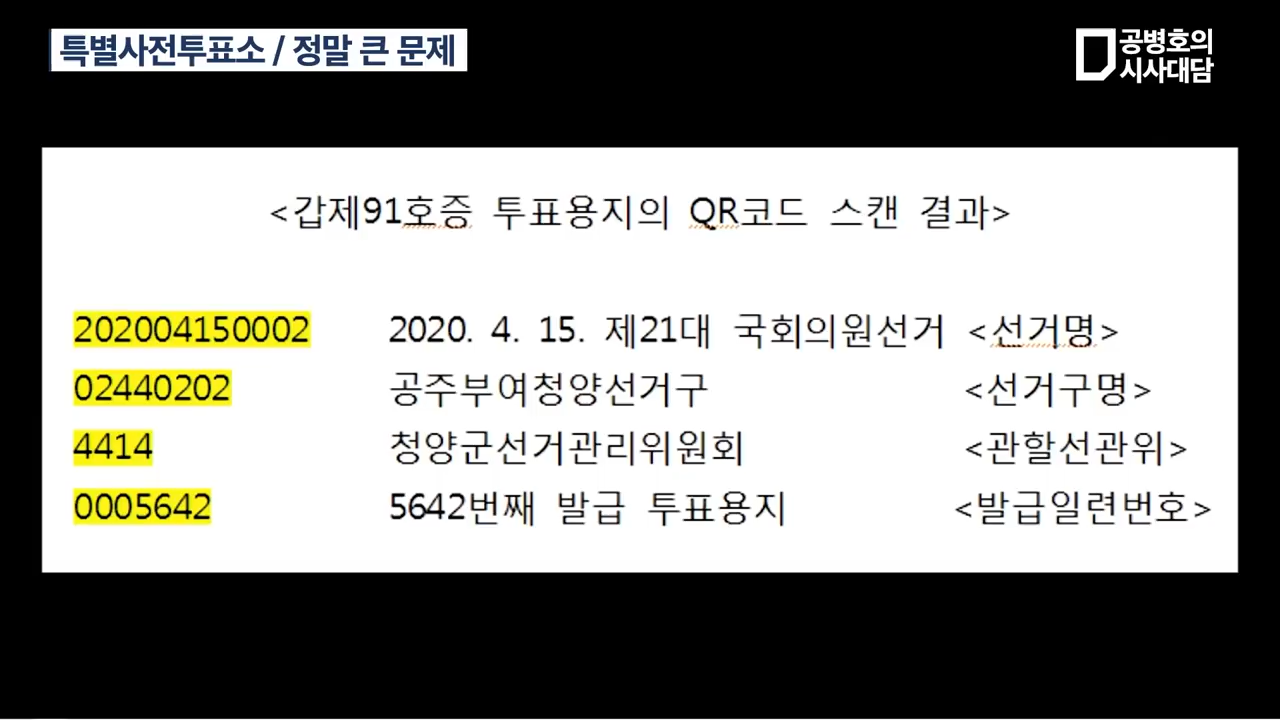 특별사전투표소 / 정말 큰 문제
공병호의
시사대담
<갑제91호증 투표용지의 QR코드 스캔 결과>
202004150002 2020. 4. 15. 제21대 국회의원선거 <선거명>
02440202 공주부여청양선거구 <선거구명>
4414 청양군선거관리위원회 <관할선관위>
0005642 5642번째 발급 투표용지 <발급일련번호>